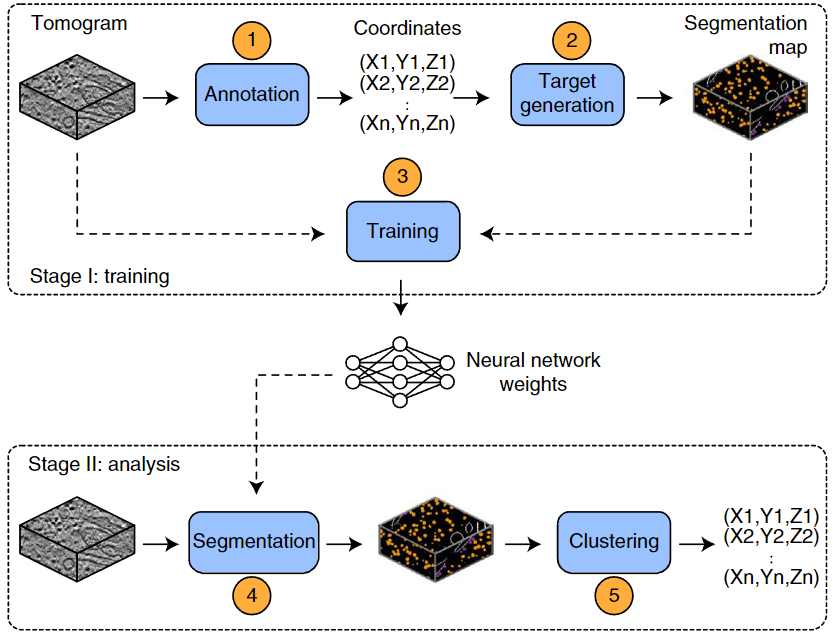 Tomogram
1
Coordinates
2
Segmentation
map
Annotation
(X1,Y1,Z1)
(X2,Y2,Z2)
:
(Xn,Yn,Zn)
Target
generation
3
Training
Stage I: training
Neural network
weights
Stage II: analysis
Segmentation
4
Clustering
5
(X1,Y1,Z1)
(X2,Y2,Z2)
:
(Xn,Yn,Zn)